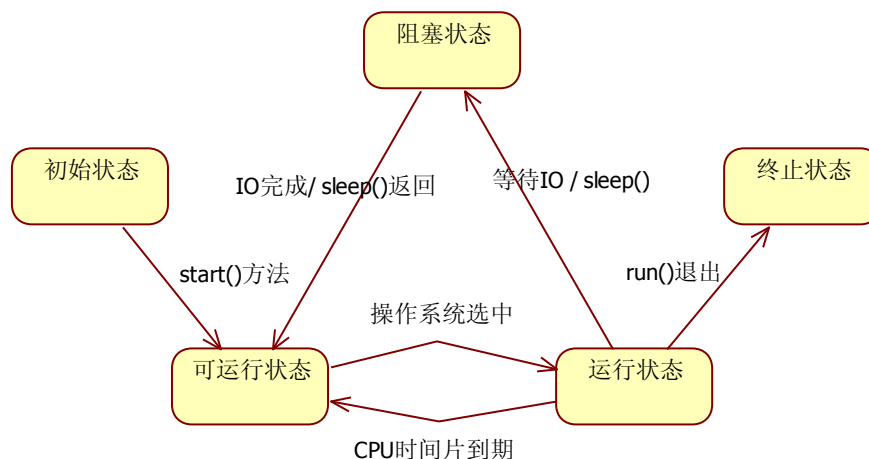 阻塞状态
初始状态
终止状态
IO完成/ sleep()返回
等待IO / sleep()
start()方法
run()退出
操作系统选中
可运行状态
运行状态
CPU时间片到期